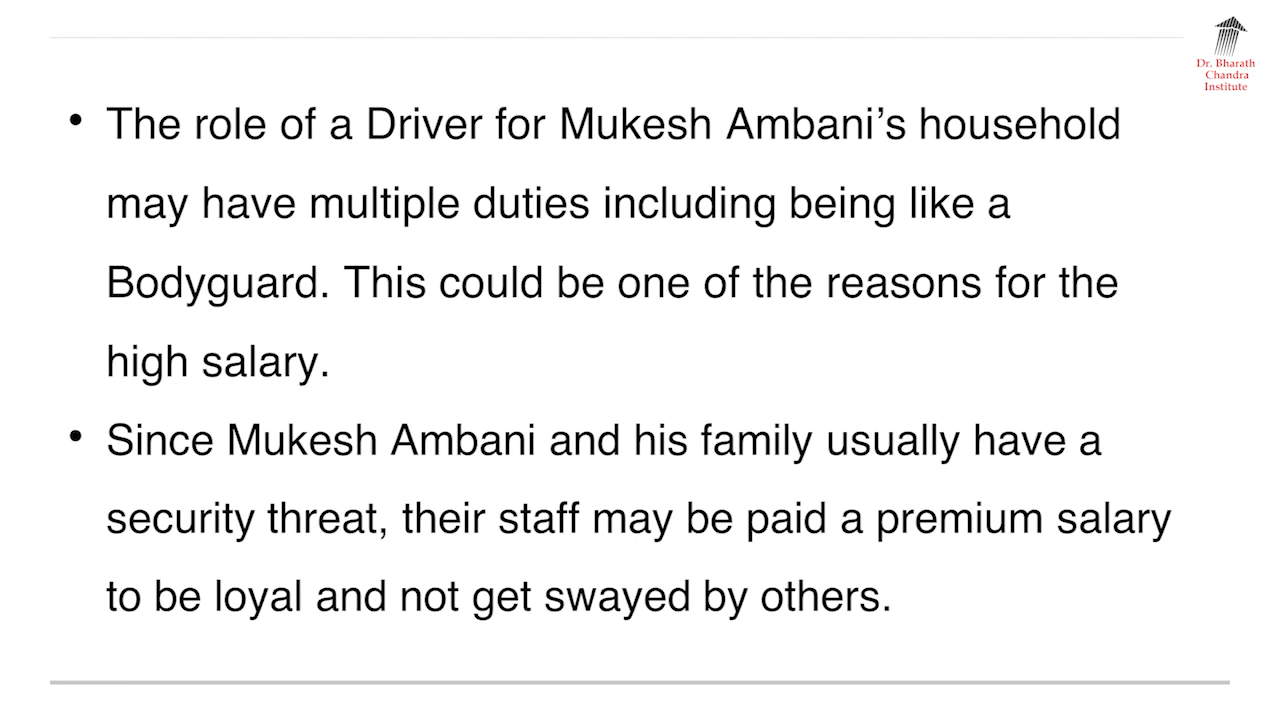 Dr. Bharath
Chandra
Institute
• The role of a Driver for Mukesh Ambani’s household
may have multiple duties including being like a
Bodyguard. This could be one of the reasons for the
high salary.
• Since Mukesh Ambani and his family usually have a
security threat, their staff may be paid a premium salary
to be loyal and not get swayed by others.